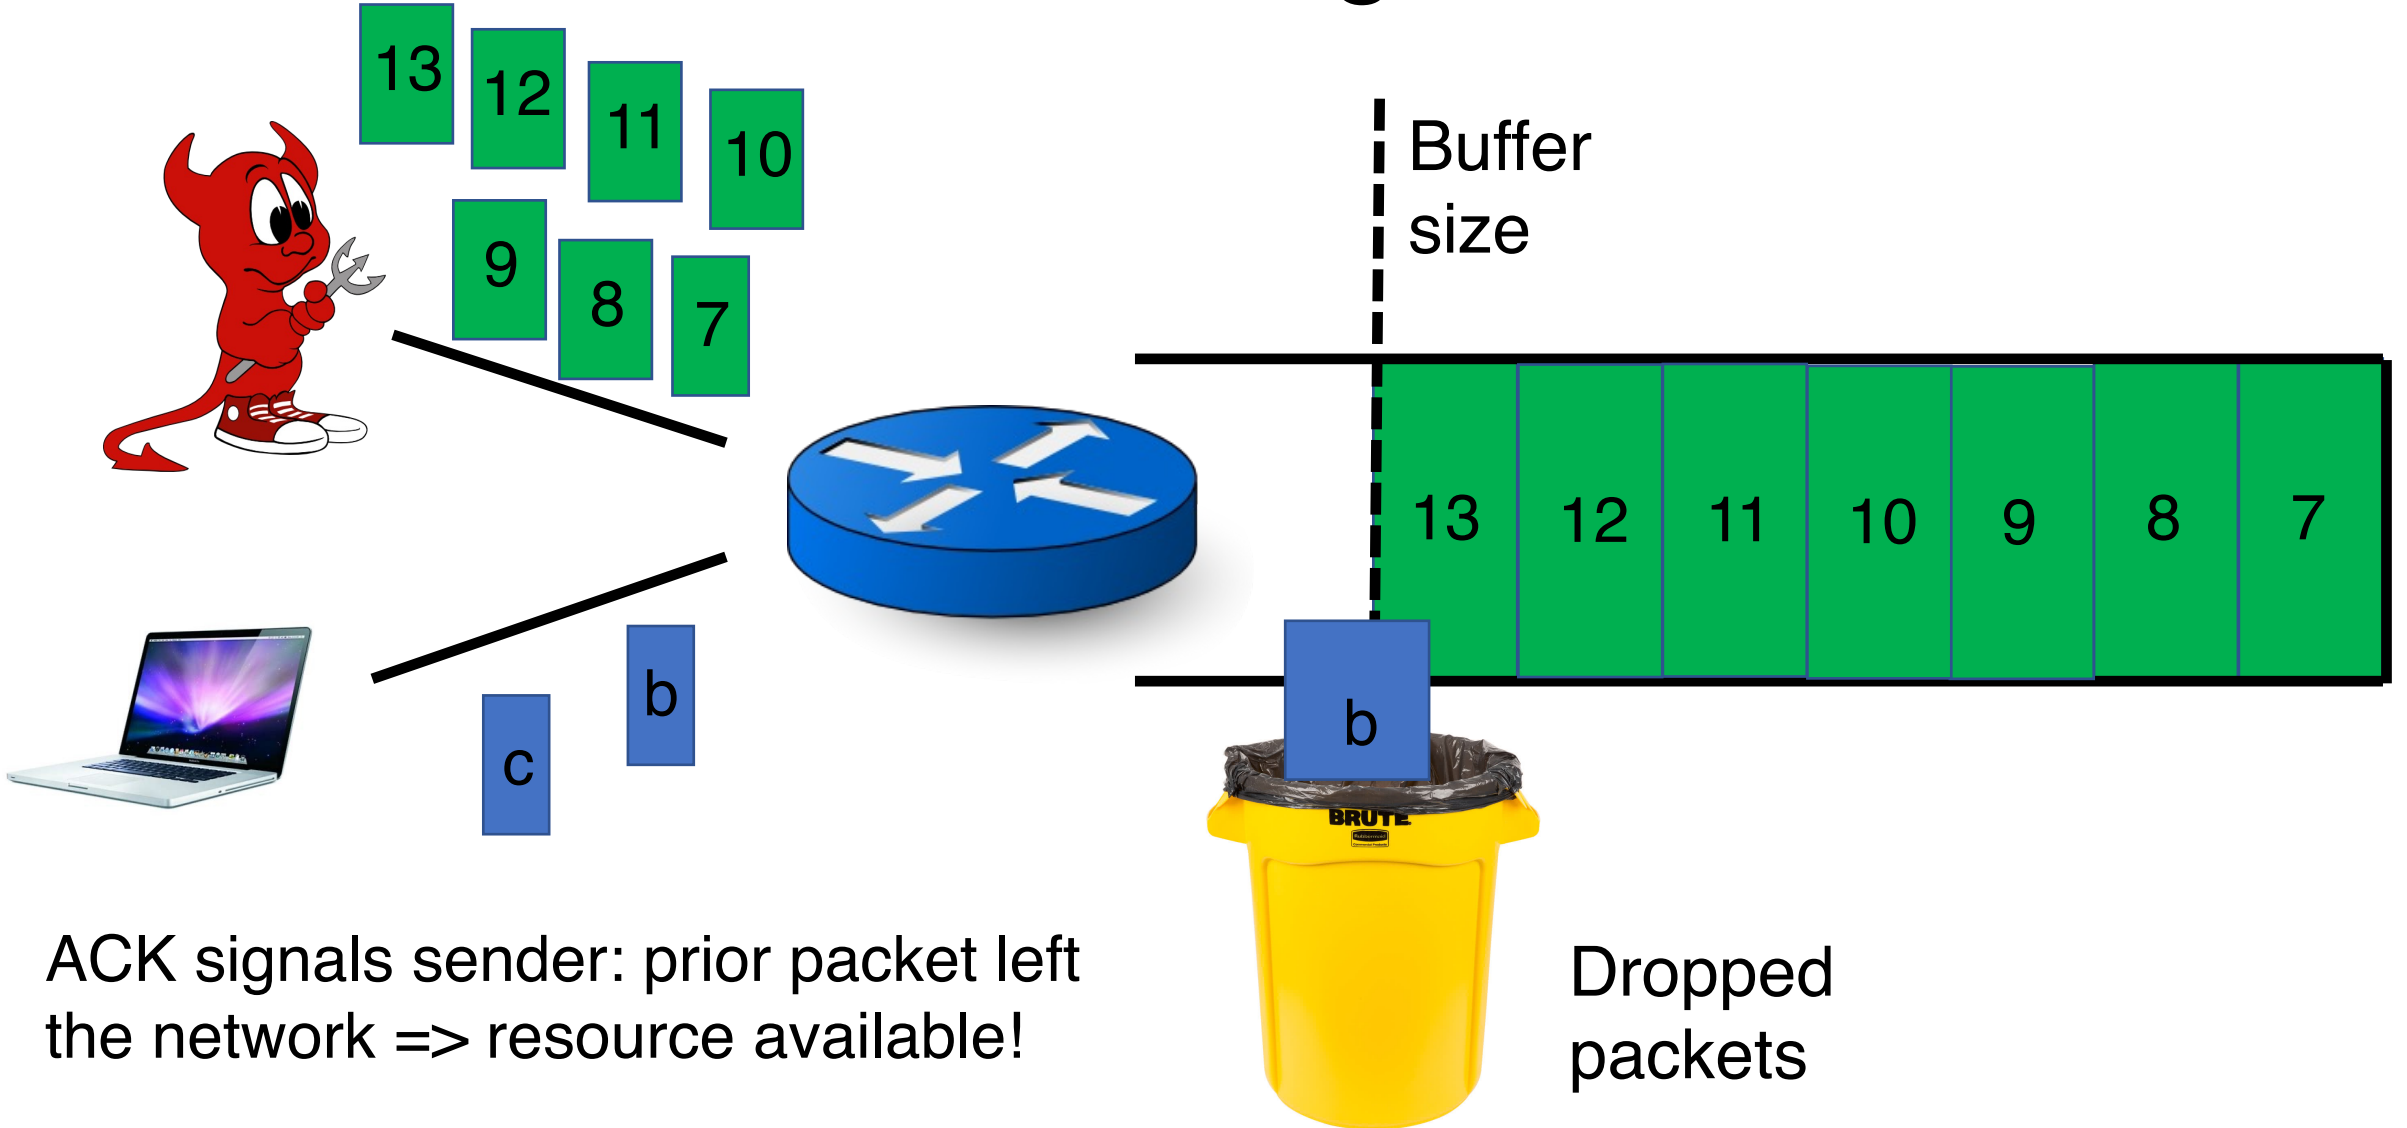 13
12
11
10
9
8
7
Buffer
size
13 12 11 10 9 8 7
b
c
b
BRUTE
ACK signals sender: prior packet left
the network => resource available!
Dropped
packets